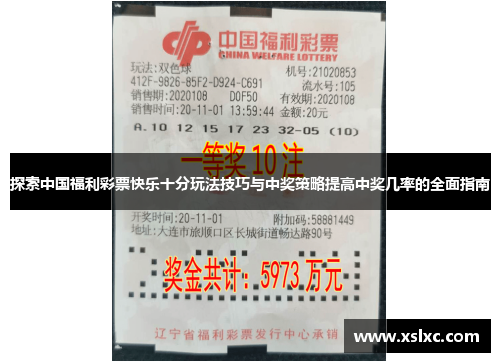 中国福利彩票
CHINA WELFARE LOTTERY
玩法:双色球 机号:21020853
412F-9826-85F2-D924-C691 流水号:105
销售期:2020108 D0F50 有效期:2020108
销售时间:20-11-01 13:59:44 金额:20元
A.10 12 15 17 23 32-05 (10)
一等奖 10 注
探索中国福利彩票快乐十分玩法技巧与中奖策略提高中奖几率的全面指南
开奖时间:20-11-01 附加码:58881449
地址:大连市旅顺口区长城街道畅达路90号
奖金共计：5973 万元
辽宁省福利彩票发行中心承销
www.xslxc.com